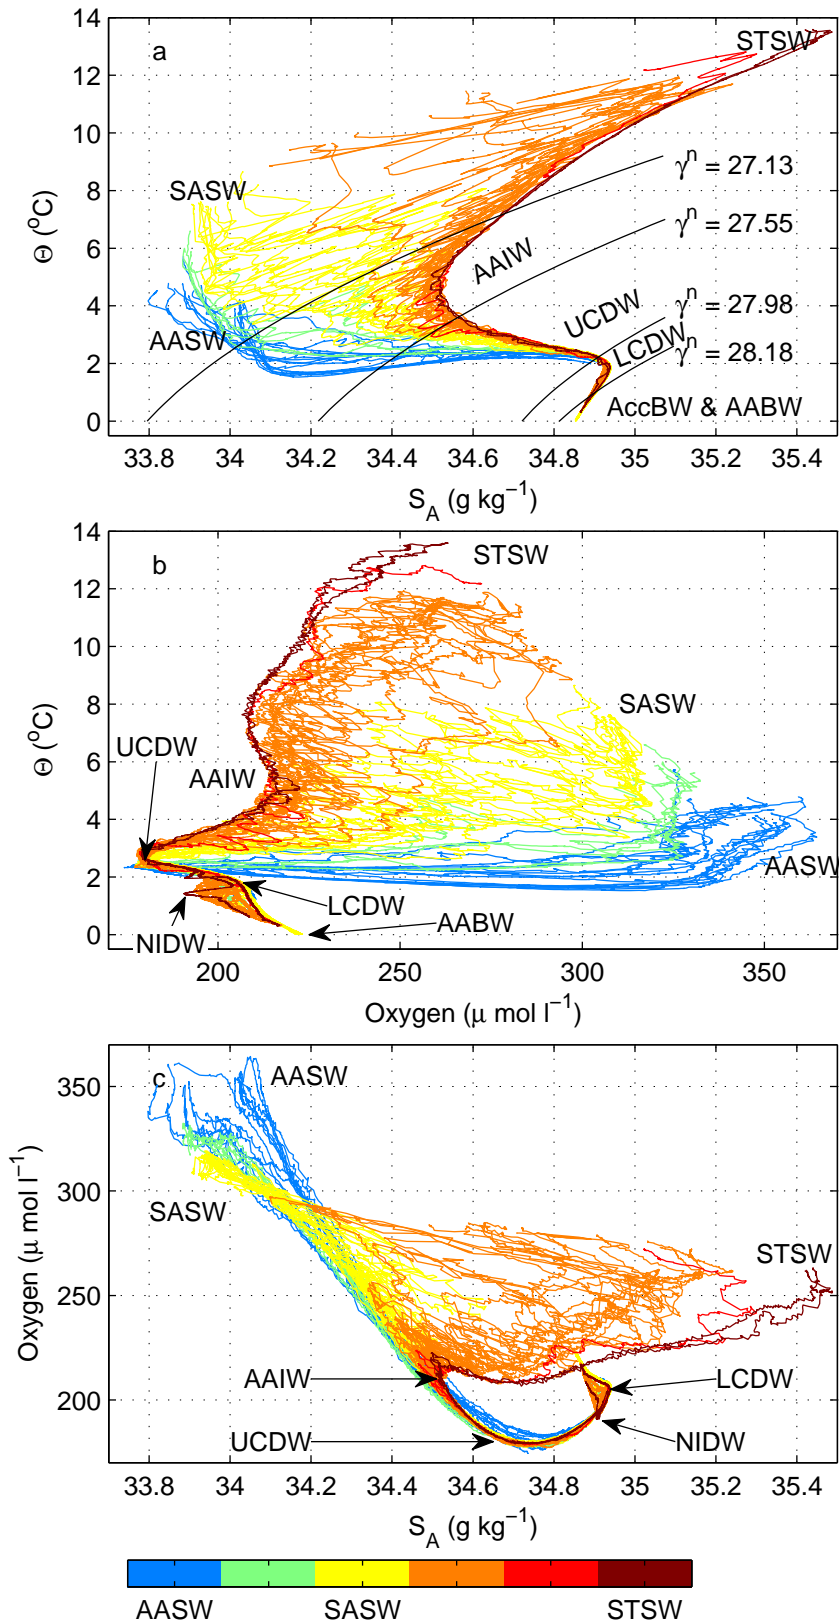 a
STSW
SASW
AASW
AAIW
UCDW
LCDW
AccBW & AABW
γⁿ = 27.13
γⁿ = 27.55
γⁿ = 27.98
γⁿ = 28.18
14
12
10
8
6
4
2
0
Θ (°C)
33.8 34 34.2 34.4 34.6 34.8 35 35.2 35.4
S_A (g kg⁻¹)
b
STSW
SASW
UCDW
AAIW
AASW
LCDW
NIDW
AABW
14
12
10
8
6
4
2
0
Θ (°C)
200 250 300 350
Oxygen (μ mol l⁻¹)
c
AASW
SASW
STSW
AAIW
LCDW
UCDW
NIDW
350
300
250
200
Oxygen (μ mol l⁻¹)
33.8 34 34.2 34.4 34.6 34.8 35 35.2 35.4
S_A (g kg⁻¹)
AASW SASW STSW